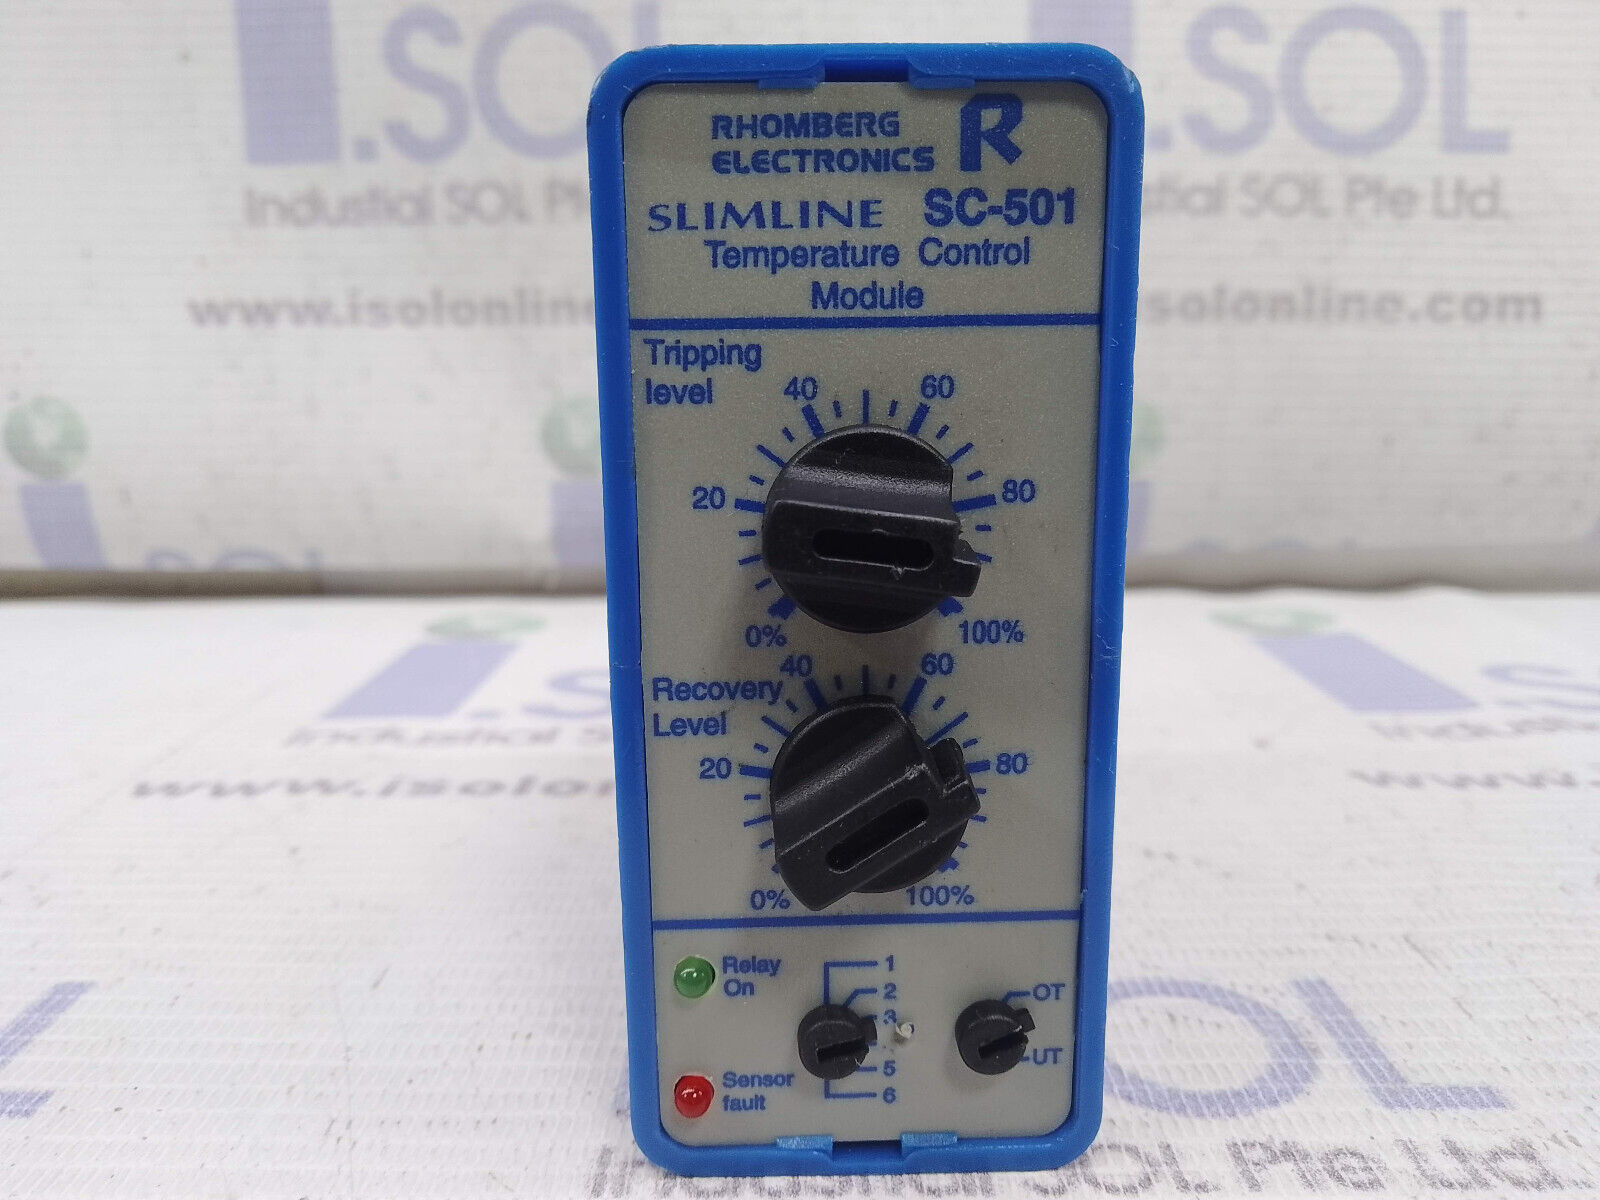 I.SOL
I.SOL
Industial SOL Pte Ltd.
www.isolonline.com
RHOMBERG
ELECTRONICS
R
SLIMLINE SC-501
Temperature Control
Module
Tripping
level
40 60
20 80
0% 100%
Recovery
Level
40 60
20 80
0% 100%
Relay
On
1
2
3
5
6
OT
UT
Sensor
fault